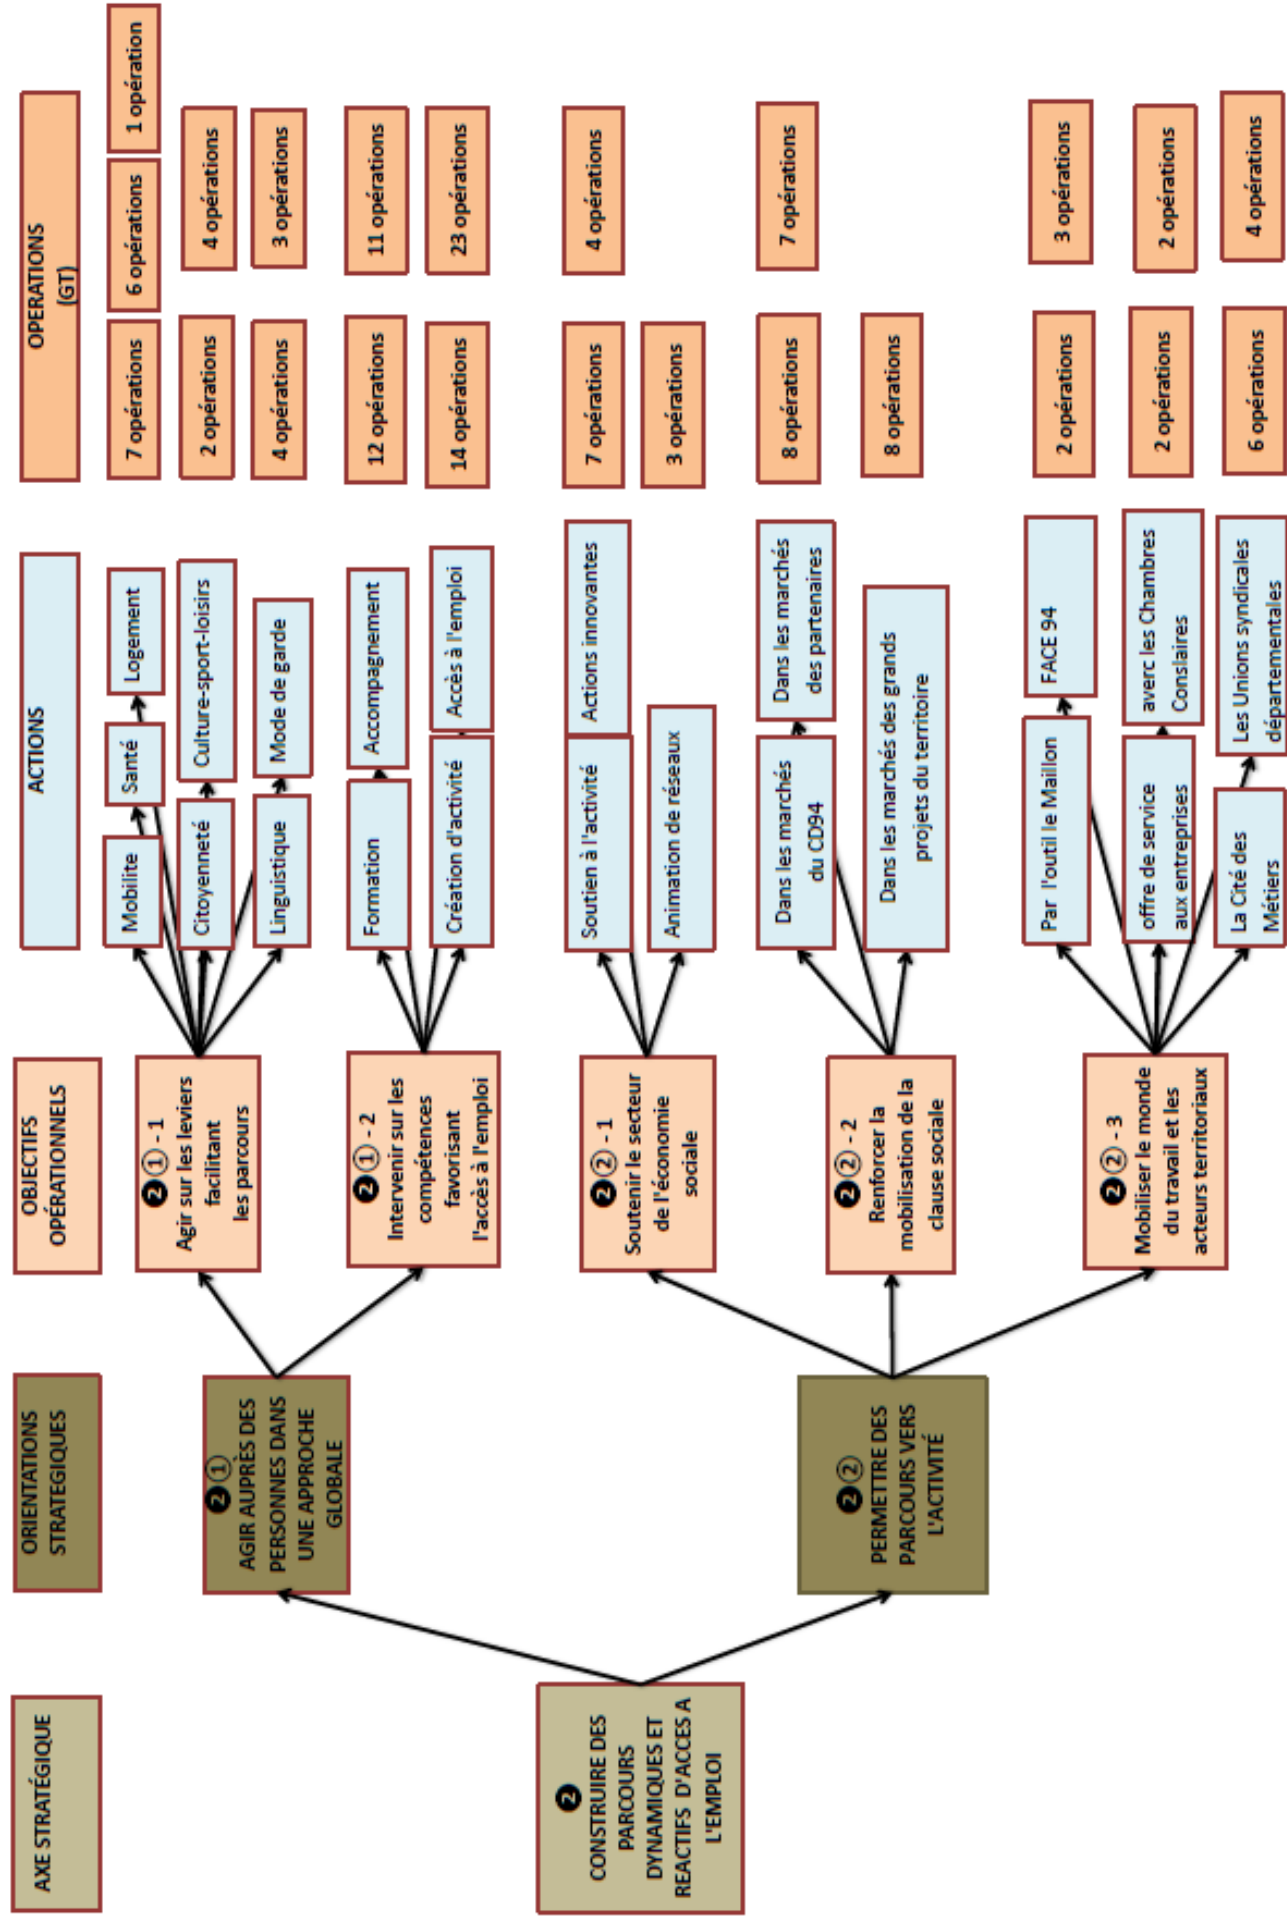 AXE STRATÉGIQUE
ORIENTATIONS
STRATEGIQUES
OBJECTIFS
OPÉRATIONNELS
ACTIONS
OPERATIONS
(GT)
❷
CONSTRUIRE DES
PARCOURS
DYNAMIQUES ET
REACTIFS D'ACCES A
L'EMPLOI
❷①
AGIR AUPRÈS DES
PERSONNES DANS
UNE APPROCHE
GLOBALE
❷②
PERMETTRE DES
PARCOURS VERS
L'ACTIVITÉ
❷① - 1
Agir sur les leviers
facilitant
les parcours
Mobilite
Santé
Logement
7 opérations
6 opérations
1 opération
Citoyenneté
Culture-sport-loisirs
2 opérations
4 opérations
Linguistique
Mode de garde
4 opérations
3 opérations
❷① - 2
Intervenir sur les
compétences
favorisant
l'accès à l'emploi
Formation
Accompagnement
12 opérations
11 opérations
Création d'activité
Accès à l'emploi
14 opérations
23 opérations
❷② - 1
Soutenir le secteur
de l'économie
sociale
Soutien à l'activité
Actions innovantes
7 opérations
4 opérations
Animation de réseaux
3 opérations
❷② - 2
Renforcer la
mobilisation de la
clause sociale
Dans les marchés
du CD94
Dans les marchés
des partenaires
8 opérations
7 opérations
Dans les marchés des grands
projets du territoire
8 opérations
❷② - 3
Mobiliser le monde
du travail et les
acteurs territoriaux
Par l'outil le Maillon
FACE 94
2 opérations
3 opérations
offre de service
aux entreprises
averc les Chambres
Conslaires
2 opérations
2 opérations
La Cité des
Métiers
Les Unions syndicales
départementales
6 opérations
4 opérations